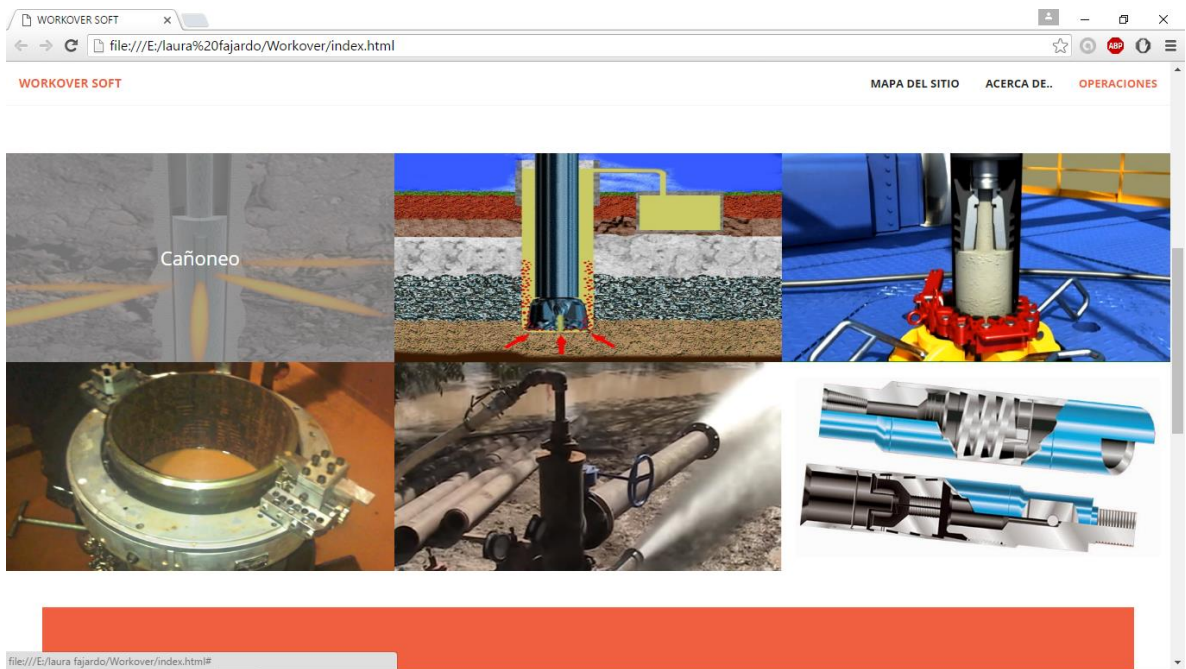 WORKOVER SOFT
file:///E:/laura%20fajardo/Workover/index.html
ABP
WORKOVER SOFT
MAPA DEL SITIO
ACERCA DE..
OPERACIONES
Cañoneo
file:///E:/laura fajardo/Workover/index.html#